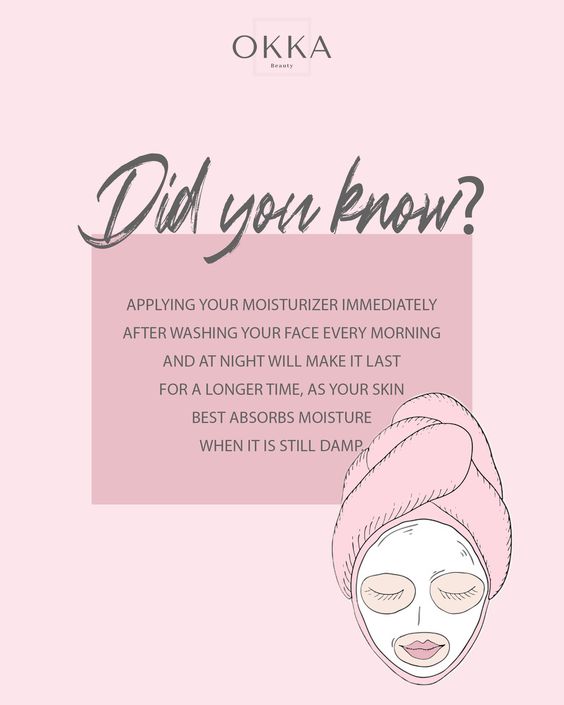 OKKA
Beauty
Did you know?
APPLYING YOUR MOISTURIZER IMMEDIATELY
AFTER WASHING YOUR FACE EVERY MORNING
AND AT NIGHT WILL MAKE IT LAST
FOR A LONGER TIME, AS YOUR SKIN
BEST ABSORBS MOISTURE
WHEN IT IS STILL DAMP.